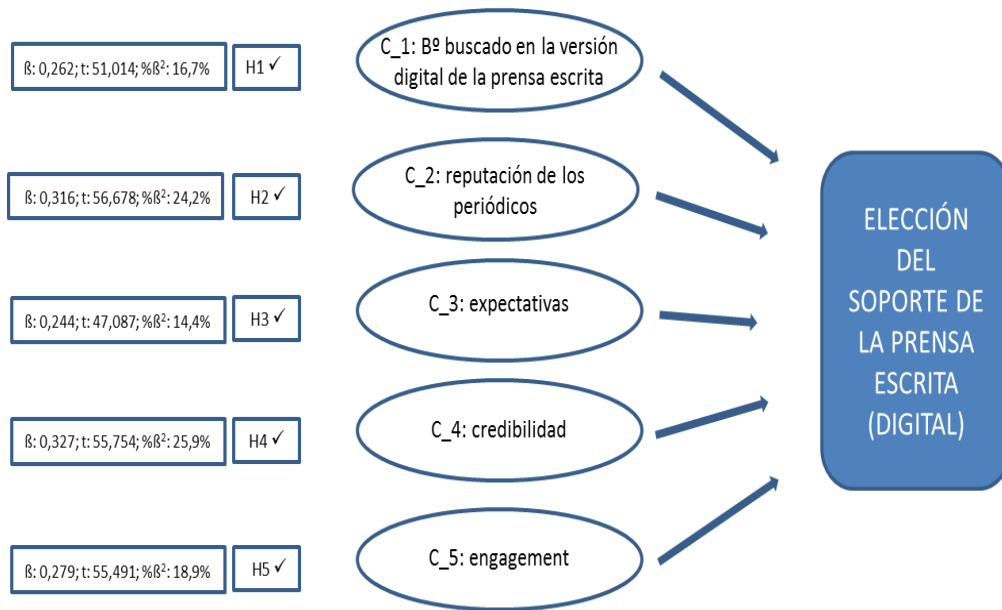 ß: 0,262; t: 51,014; %ß²: 16,7%
H1 ✓
C_1: Bº buscado en la versión
digital de la prensa escrita
ß: 0,316; t: 56,678; %ß²: 24,2%
H2 ✓
C_2: reputación de los
periódicos
ß: 0,244; t: 47,087; %ß²: 14,4%
H3 ✓
C_3: expectativas
ß: 0,327; t: 55,754; %ß²: 25,9%
H4 ✓
C_4: credibilidad
ß: 0,279; t: 55,491; %ß²: 18,9%
H5 ✓
C_5: engagement
ELECCIÓN
DEL
SOPORTE DE
LA PRENSA
ESCRITA
(DIGITAL)